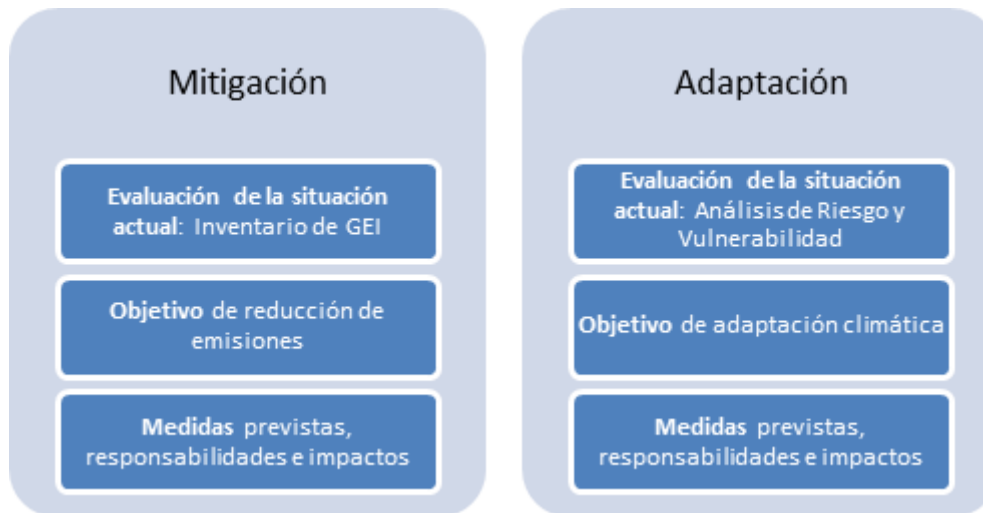 Mitigación
Evaluación de la situación
actual: Inventario de GEI
Objetivo de reducción de
emisiones
Medidas previstas,
responsabilidades e impactos
Adaptación
Evaluación de la situación
actual: Análisis de Riesgo y
Vulnerabilidad
Objetivo de adaptación climática
Medidas previstas,
responsabilidades e impactos